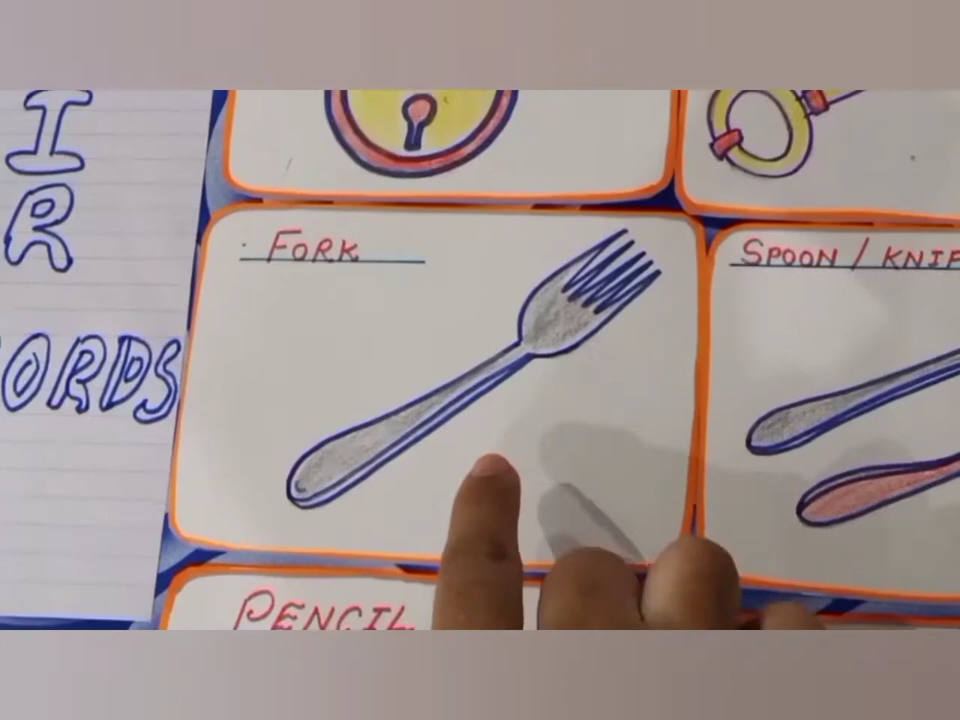 I
R
ORDS
FORK
SPOON / KNIF
PENCIL